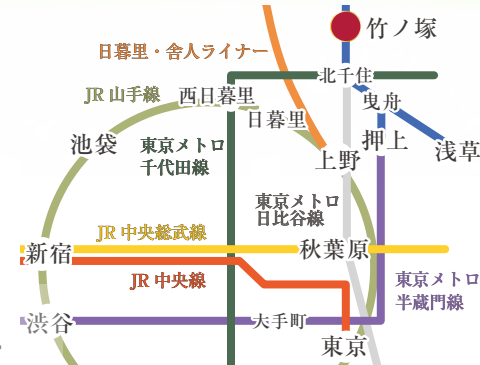 竹ノ塚
日暮里・舎人ライナー
北千住
JR 山手線
西日暮里
曳舟
日暮里
押上
池袋
東京メトロ
千代田線
上野
浅草
東京メトロ
日比谷線
JR 中央総武線
新宿
秋葉原
JR 中央線
東京メトロ
半蔵門線
渋谷
大手町
東京